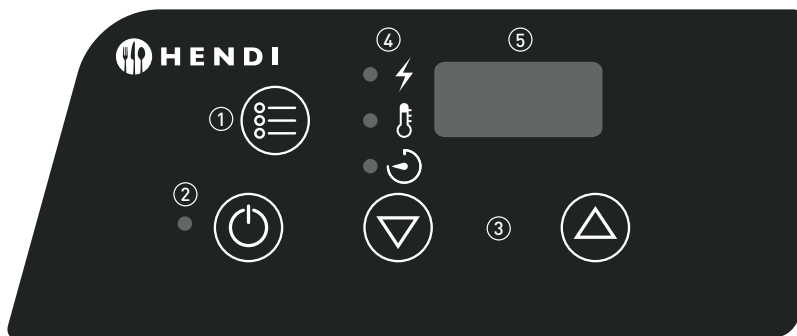 ④ ⑤
HENDI
①
②
③